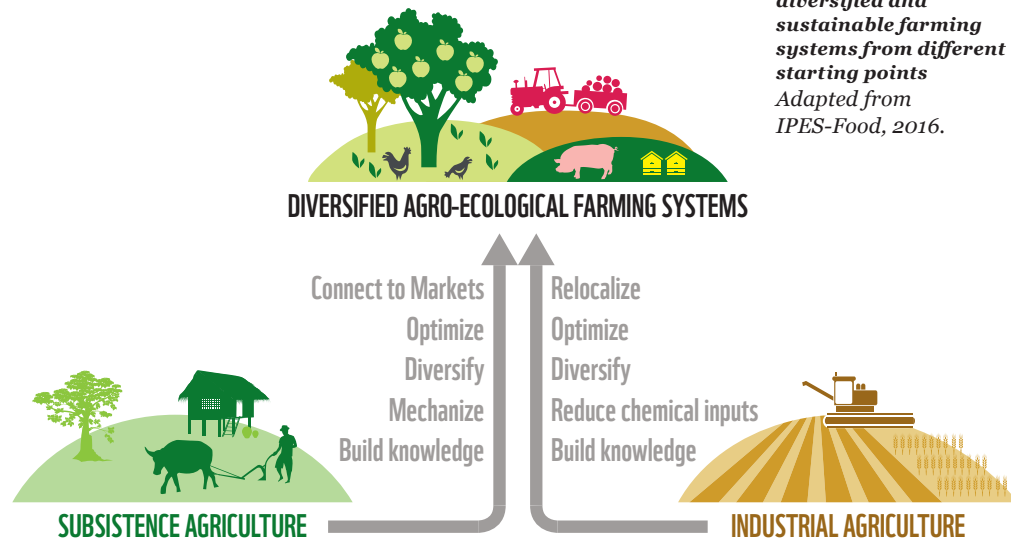 diversified and
sustainable farming
systems from different
starting points
Adapted from
IPES-Food, 2016.
DIVERSIFIED AGRO-ECOLOGICAL FARMING SYSTEMS
Connect to Markets
Optimize
Diversify
Mechanize
Build knowledge
Relocalize
Optimize
Diversify
Reduce chemical inputs
Build knowledge
SUBSISTENCE AGRICULTURE
INDUSTRIAL AGRICULTURE